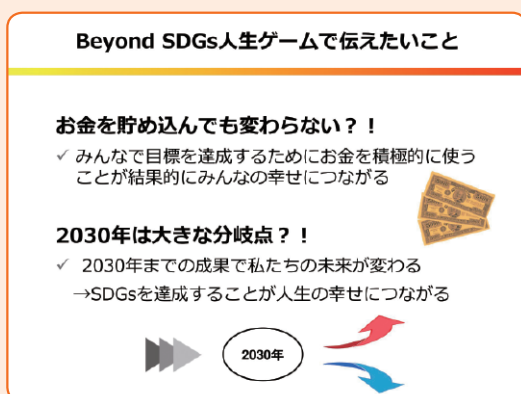 Beyond SDGs人生ゲームで伝えたいこと
お金を貯め込んでも変わらない？！
✓ みんなで目標を達成するためにお金を積極的に使う
ことが結果的にみんなの幸せにつながる
2030年は大きな分岐点？！
✓ 2030年までの成果で私たちの未来が変わる
→SDGsを達成することが人生の幸せにつながる
2030年